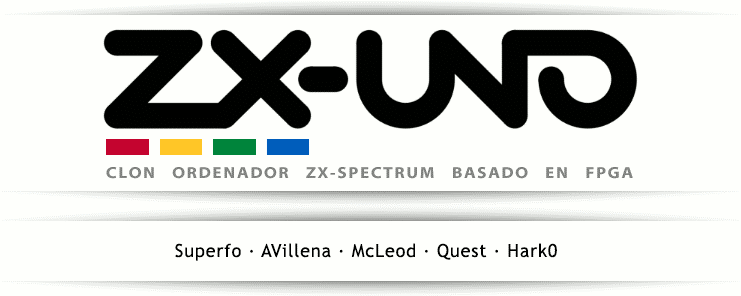 ZX-UNO
CLON ORDENADOR ZX-SPECTRUM BASADO EN FPGA
Superfo · AVillena · McLeod · Quest · Hark0